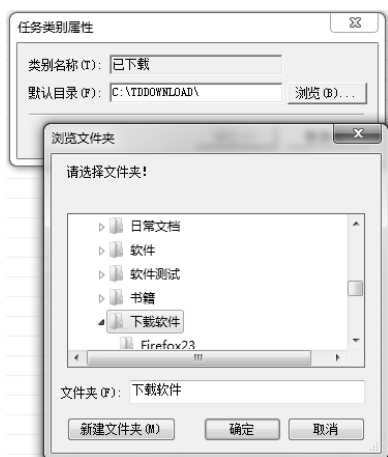 任务类别属性
类别名称(T): 已下载
默认目录(F): C:\TDDOWNLOAD\ 浏览(B)...
浏览文件夹
请选择文件夹!
日常文档
软件
软件测试
书籍
下载软件
Firefox23
文件夹(F): 下载软件
新建文件夹(M) 确定 取消